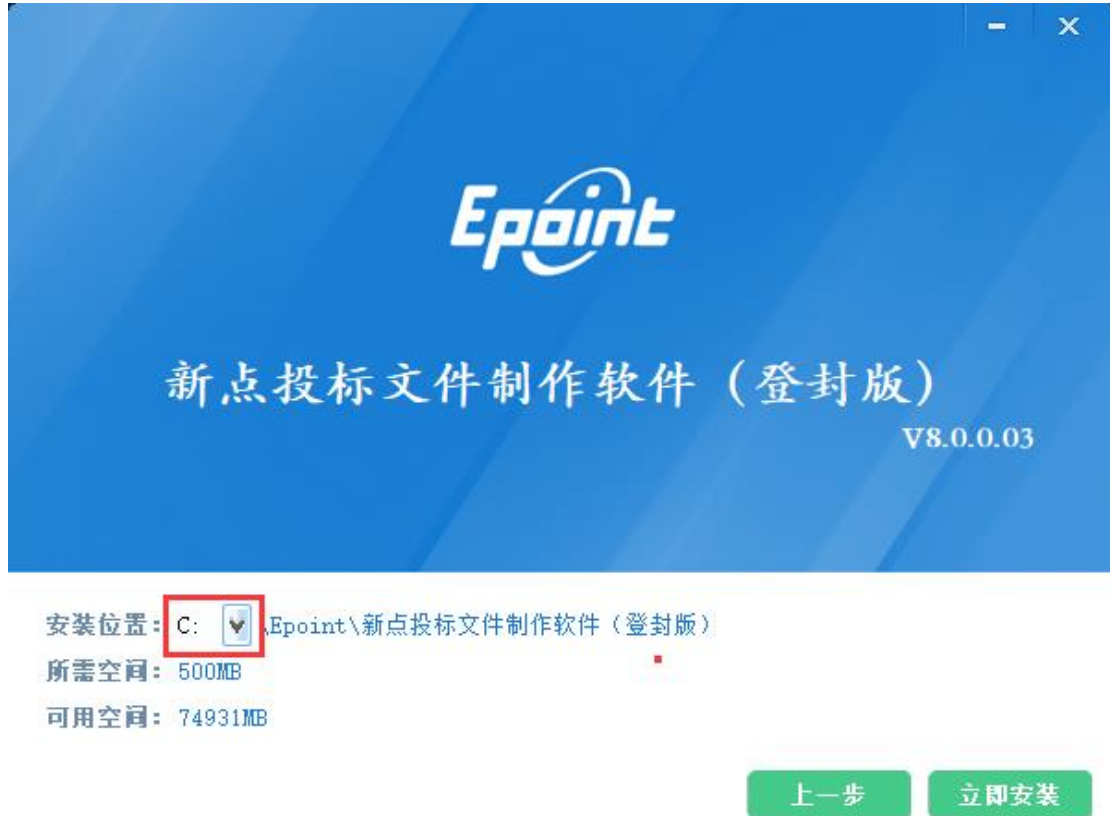 Epoint
新点投标文件制作软件（登封版）
V8.0.0.03
安装位置：C: \Epoint\新点投标文件制作软件（登封版）
所需空间：500MB
可用空间：74931MB
上一步 立即安装